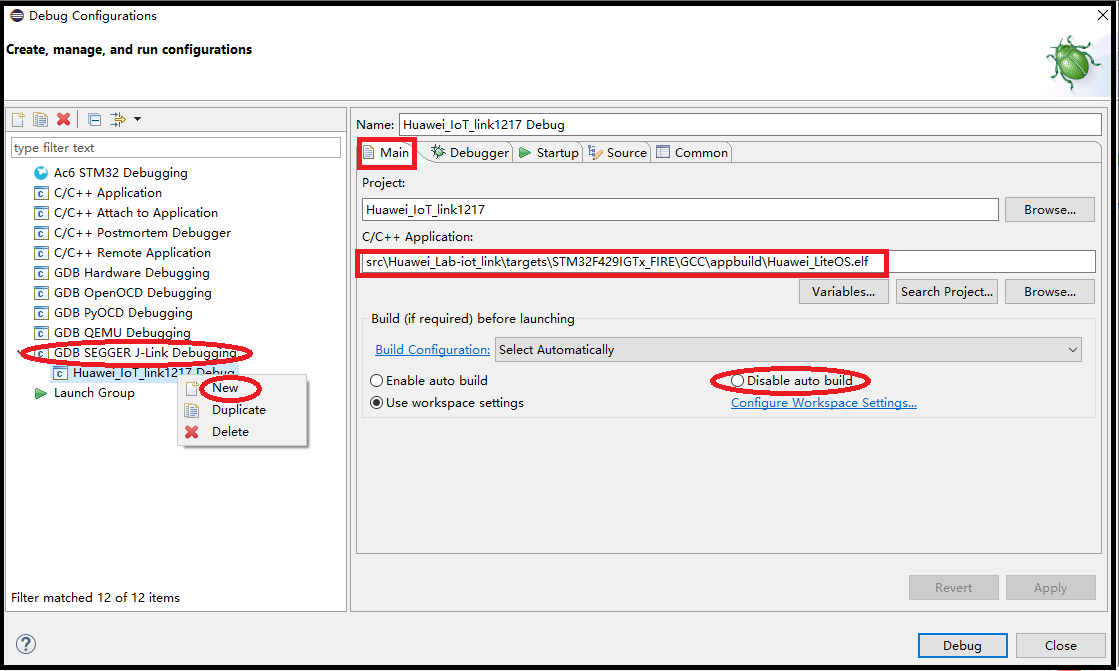 Debug Configurations
Create, manage, and run configurations
type filter text
Ac6 STM32 Debugging
C/C++ Application
C/C++ Attach to Application
C/C++ Postmortem Debugger
C/C++ Remote Application
GDB Hardware Debugging
GDB OpenOCD Debugging
GDB PyOCD Debugging
GDB QEMU Debugging
GDB SEGGER J-Link Debugging
Huawei_IoT_link1217 Debug
Launch Group
New
Duplicate
Delete
Filter matched 12 of 12 items
Name: Huawei_IoT_link1217 Debug
Main Debugger Startup Source Common
Project:
Huawei_IoT_link1217 Browse...
C/C++ Application:
src\Huawei_Lab-iot_link\targets\STM32F429IGTx_FIRE\GCC\appbuild\Huawei_LiteOS.elf
Variables... Search Project... Browse...
Build (if required) before launching
Build Configuration: Select Automatically
Enable auto build Disable auto build
Use workspace settings Configure Workspace Settings...
Revert Apply
? Debug Close